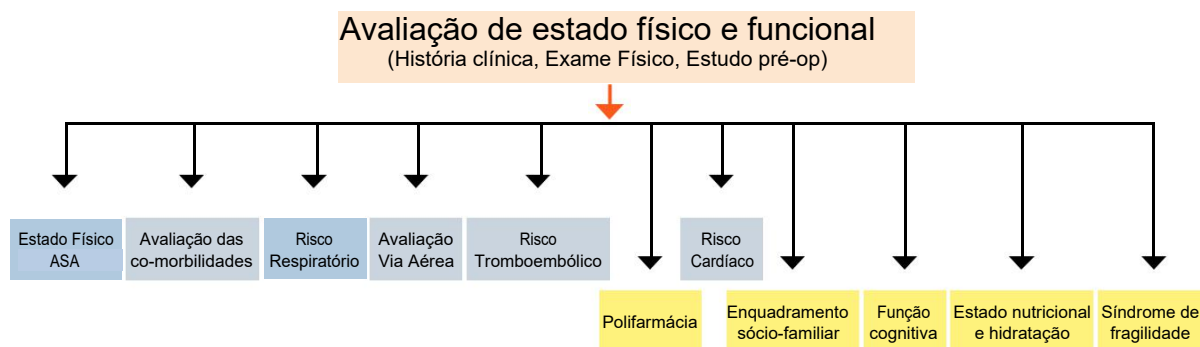 Avaliação de estado físico e funcional
(História clínica, Exame Físico, Estudo pré-op)
Estado Físico
ASA
Avaliação das
co-morbilidades
Risco
Respiratório
Avaliação
Via Aérea
Risco
Tromboembólico
Risco
Cardíaco
Polifarmácia
Enquadramento
sócio-familiar
Função
cognitiva
Estado nutricional
e hidratação
Síndrome de
fragilidade